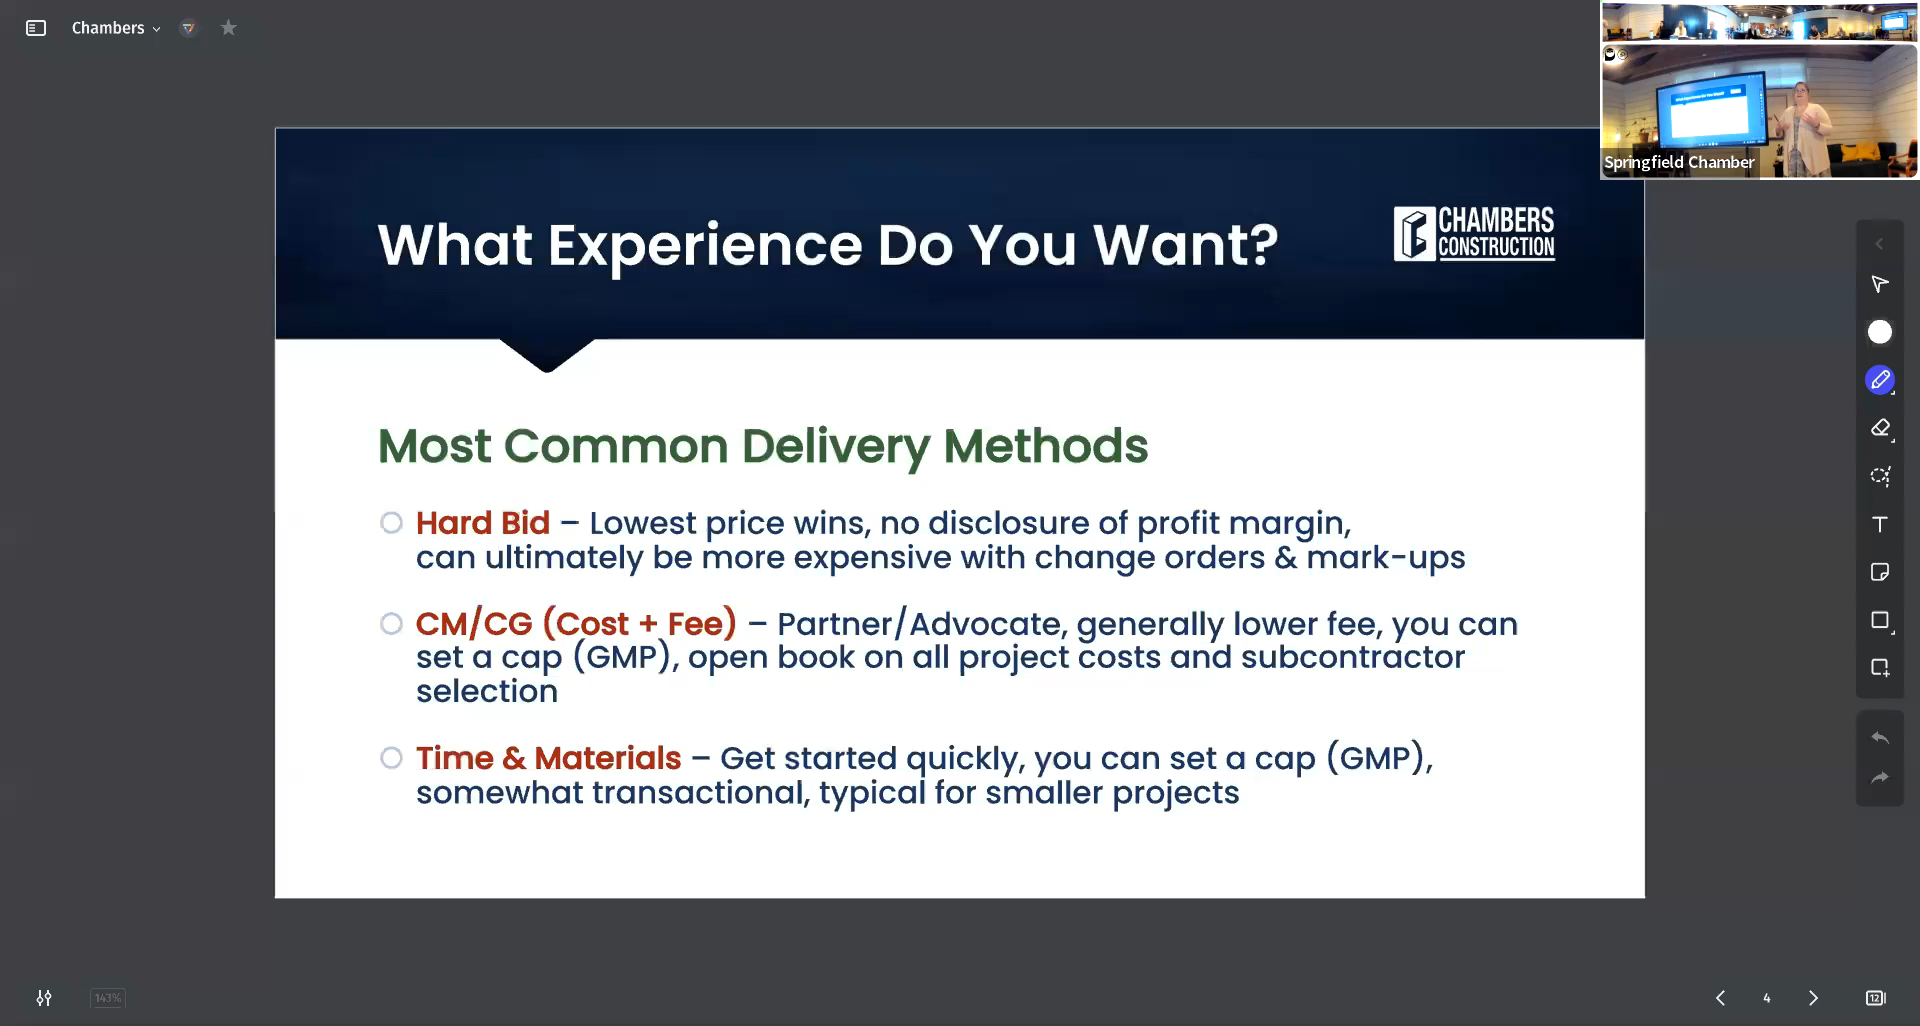 Chambers
Springfield Chamber
What Experience Do You Want?
CHAMBERS
CONSTRUCTION
Most Common Delivery Methods
Hard Bid – Lowest price wins, no disclosure of profit margin,
can ultimately be more expensive with change orders & mark-ups
CM/CG (Cost + Fee) – Partner/Advocate, generally lower fee, you can
set a cap (GMP), open book on all project costs and subcontractor
selection
Time & Materials – Get started quickly, you can set a cap (GMP),
somewhat transactional, typical for smaller projects
143%
4
12